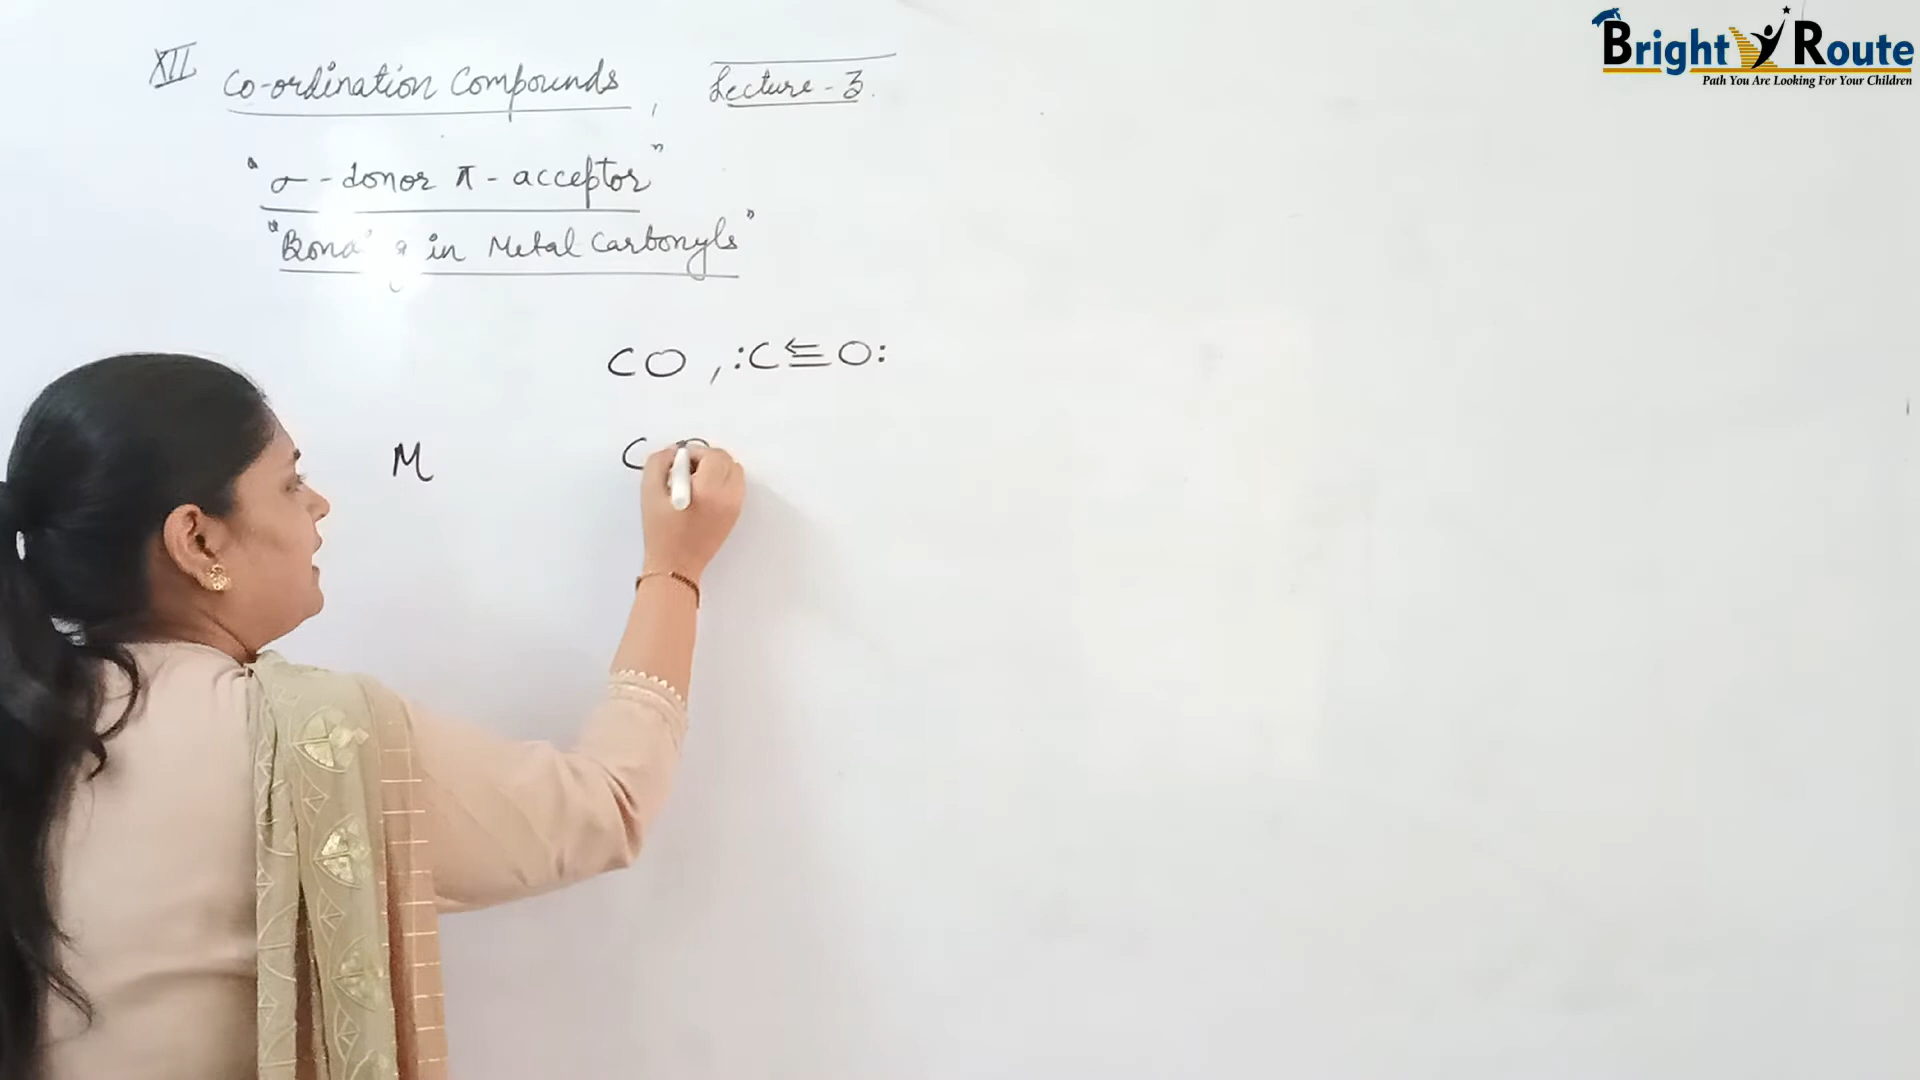 XII Co-ordination Compounds, Lecture - 3.
"σ - donor π - acceptor"
"Bonding in Metal Carbonyls"
CO , :C⇚O:
M C O
Bright Route
Path You Are Looking For Your Children